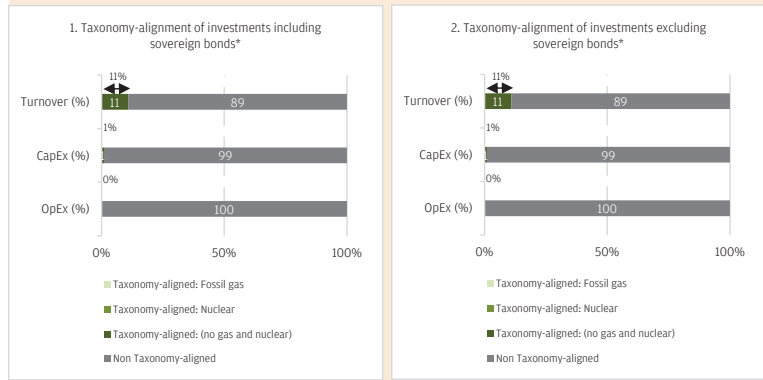 1. Taxonomy-alignment of investments including
sovereign bonds*
11%
Turnover (%)
11
89
1%
CapEx (%)
1
99
0%
OpEx (%)
100
0%
50%
100%
Taxonomy-aligned: Fossil gas
Taxonomy-aligned: Nuclear
Taxonomy-aligned: (no gas and nuclear)
Non Taxonomy-aligned
2. Taxonomy-alignment of investments excluding
sovereign bonds*
11%
Turnover (%)
11
89
1%
CapEx (%)
1
99
0%
OpEx (%)
100
0%
50%
100%
Taxonomy-aligned: Fossil gas
Taxonomy-aligned: Nuclear
Taxonomy-aligned: (no gas and nuclear)
Non Taxonomy-aligned